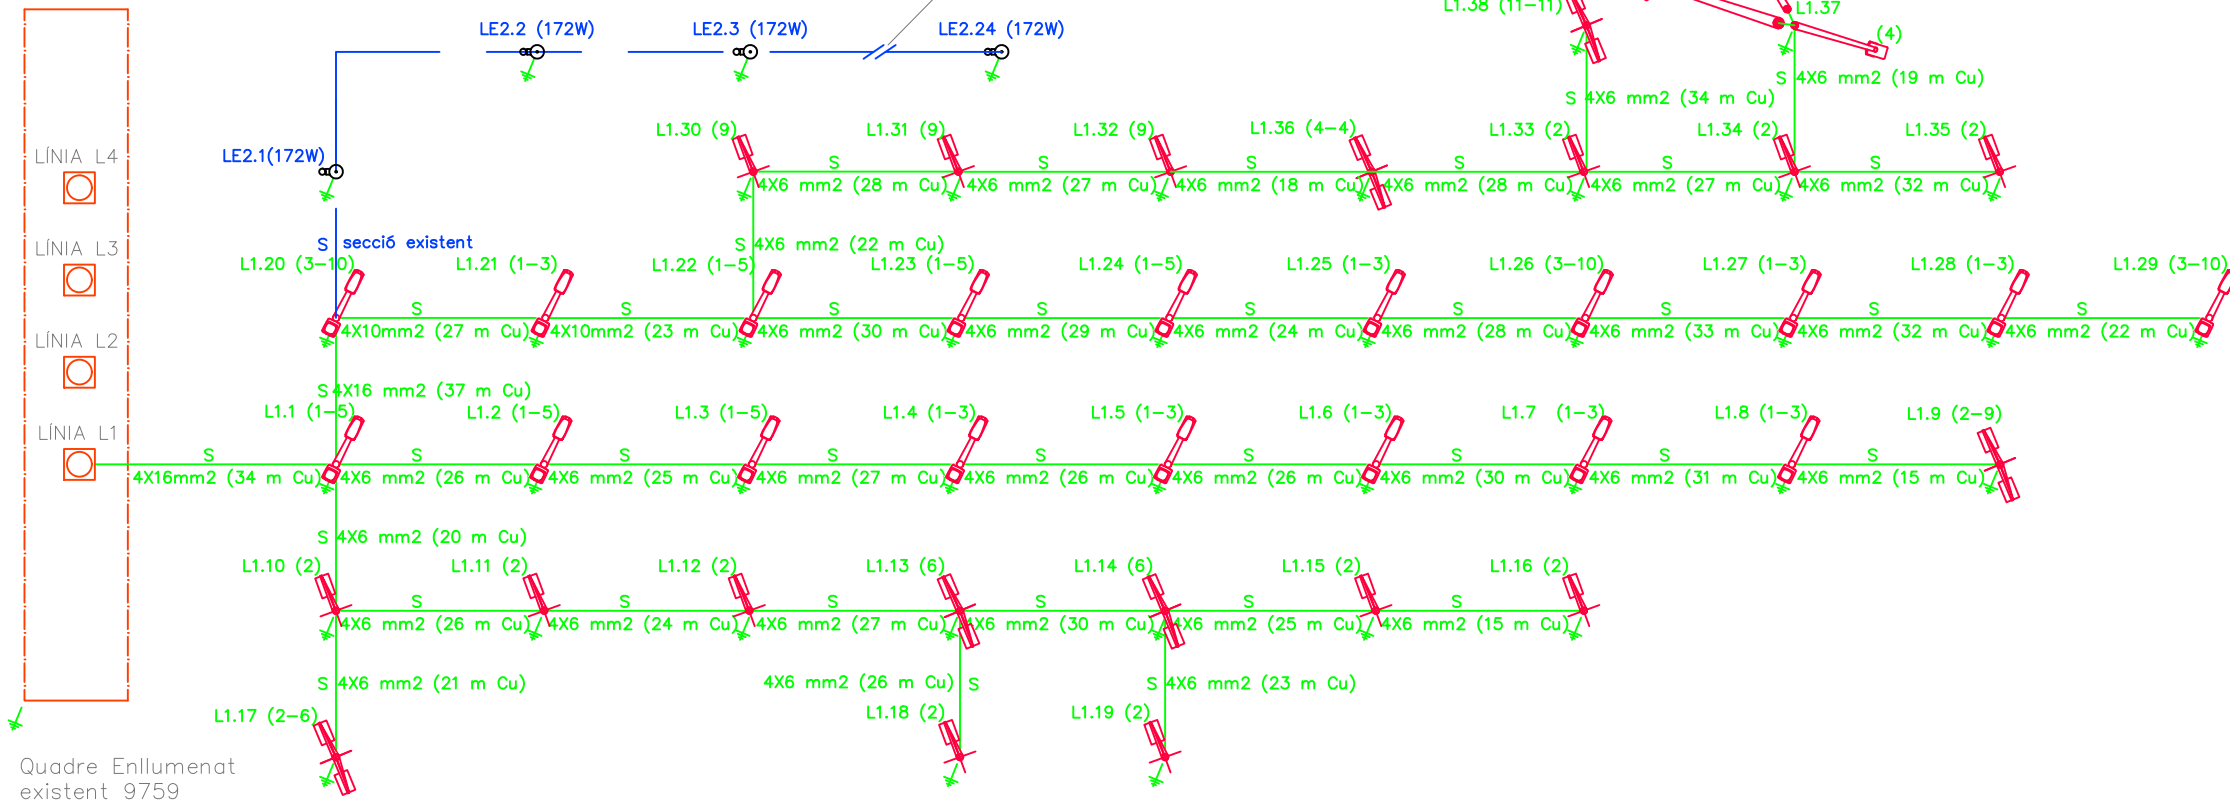 L1.38 (11-11)
L1.37
LE2.2 (172W)
LE2.3 (172W)
LE2.24 (172W)
(4)
S 4X6 mm2 (19 m Cu)
S 4X6 mm2 (34 m Cu)
L1.30 (9)
L1.31 (9)
L1.32 (9)
L1.36 (4-4)
L1.33 (2)
L1.34 (2)
L1.35 (2)
LÍNIA L4
LE2.1(172W)
S
S
S
S
S
S
4X6 mm2 (28 m Cu)
4X6 mm2 (27 m Cu)
4X6 mm2 (18 m Cu)
4X6 mm2 (28 m Cu)
4X6 mm2 (27 m Cu)
4X6 mm2 (32 m Cu)
LÍNIA L3
S secció existent
S 4X6 mm2 (22 m Cu)
L1.20 (3-10)
L1.21 (1-3)
L1.22 (1-5)
L1.23 (1-5)
L1.24 (1-5)
L1.25 (1-3)
L1.26 (3-10)
L1.27 (1-3)
L1.28 (1-3)
L1.29 (3-10)
S
S
S
S
S
S
S
S
S
4X10mm2 (27 m Cu)
4X10mm2 (23 m Cu)
4X6 mm2 (30 m Cu)
4X6 mm2 (29 m Cu)
4X6 mm2 (24 m Cu)
4X6 mm2 (28 m Cu)
4X6 mm2 (33 m Cu)
4X6 mm2 (32 m Cu)
4X6 mm2 (22 m Cu)
LÍNIA L2
S 4X16 mm2 (37 m Cu)
L1.1 (1-5)
L1.2 (1-5)
L1.3 (1-5)
L1.4 (1-3)
L1.5 (1-3)
L1.6 (1-3)
L1.7 (1-3)
L1.8 (1-3)
L1.9 (2-9)
LÍNIA L1
S
S
S
S
S
S
S
S
S
4X16mm2 (34 m Cu)
4X6 mm2 (26 m Cu)
4X6 mm2 (25 m Cu)
4X6 mm2 (27 m Cu)
4X6 mm2 (26 m Cu)
4X6 mm2 (26 m Cu)
4X6 mm2 (30 m Cu)
4X6 mm2 (31 m Cu)
4X6 mm2 (15 m Cu)
S 4X6 mm2 (20 m Cu)
L1.10 (2)
L1.11 (2)
L1.12 (2)
L1.13 (6)
L1.14 (6)
L1.15 (2)
L1.16 (2)
S
S
S
S
S
S
4X6 mm2 (26 m Cu)
4X6 mm2 (24 m Cu)
4X6 mm2 (27 m Cu)
4X6 mm2 (30 m Cu)
4X6 mm2 (25 m Cu)
4X6 mm2 (15 m Cu)
S 4X6 mm2 (21 m Cu)
4X6 mm2 (26 m Cu) S
S 4X6 mm2 (23 m Cu)
L1.17 (2-6)
L1.18 (2)
L1.19 (2)
Quadre Enllumenat
existent 9759